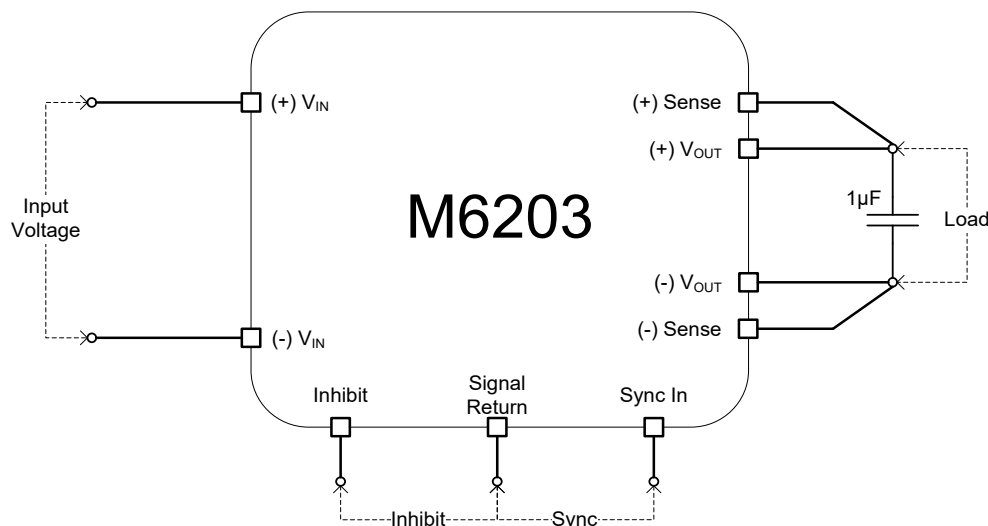 (+) VIN
(+) Sense
(+) VOUT
Input
Voltage
M6203
1µF
Load
(-) VOUT
(-) VIN
(-) Sense
Inhibit
Signal
Return
Sync In
Inhibit
Sync